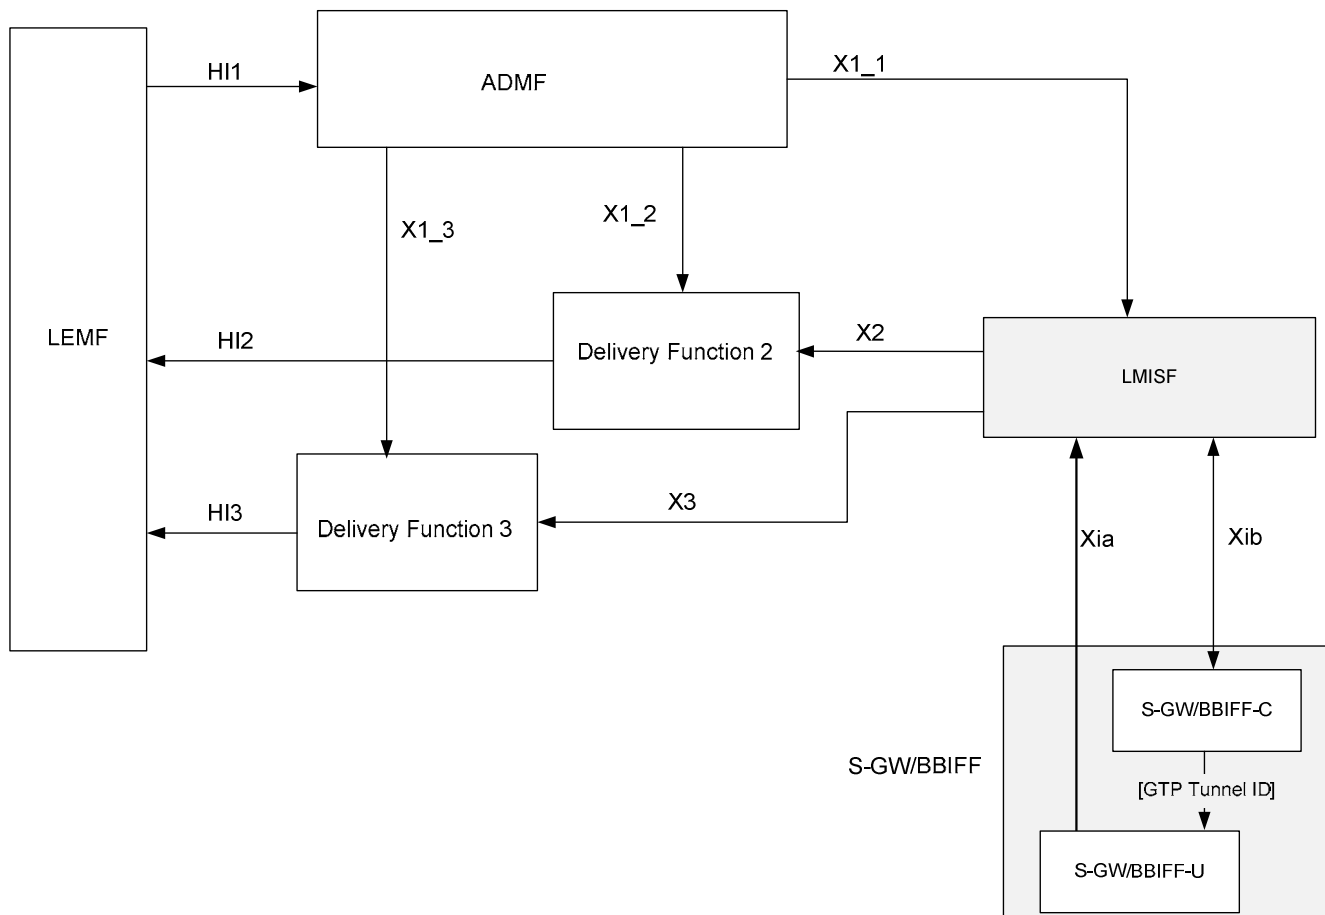 HI1
ADMF
X1_1
X1_3
X1_2
LEMF
HI2
Delivery Function 2
X2
LMISF
HI3
Delivery Function 3
X3
Xia
Xib
S-GW/BBIFF
S-GW/BBIFF-C
[GTP Tunnel ID]
S-GW/BBIFF-U